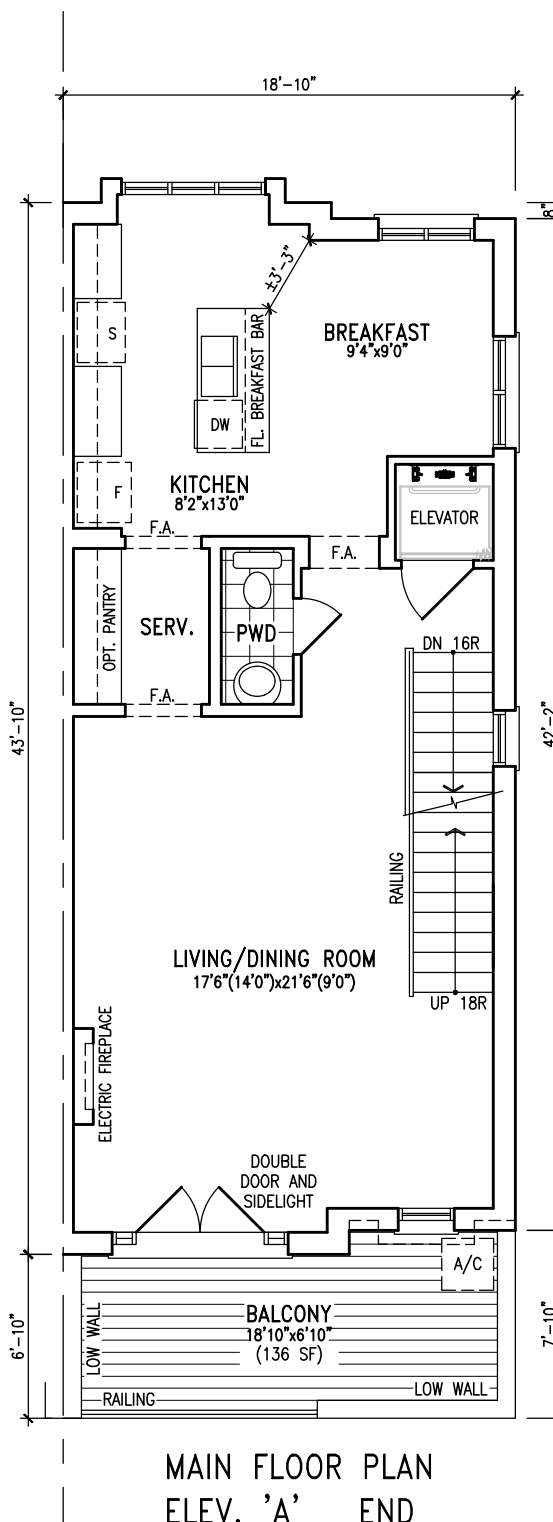 18'-10"
8"
±3'-3"
BREAKFAST
9'4"x9'0"
S
FL. BREAKFAST BAR
DW
KITCHEN
8'2"x13'0"
F
ELEVATOR
F.A.
F.A.
OPT. PANTRY
SERV.
PWD
DN 16R
F.A.
43'-10"
42'-2"
RAILING
LIVING/DINING ROOM
17'6"(14'0")x21'6"(9'0")
UP 18R
ELECTRIC FIREPLACE
DOUBLE
DOOR AND
SIDELIGHT
A/C
BALCONY
18'10"x6'10"
(136 SF)
6'-10"
7'-10"
LOW WALL
LOW WALL
RAILING
MAIN FLOOR PLAN
ELEV. 'A' END